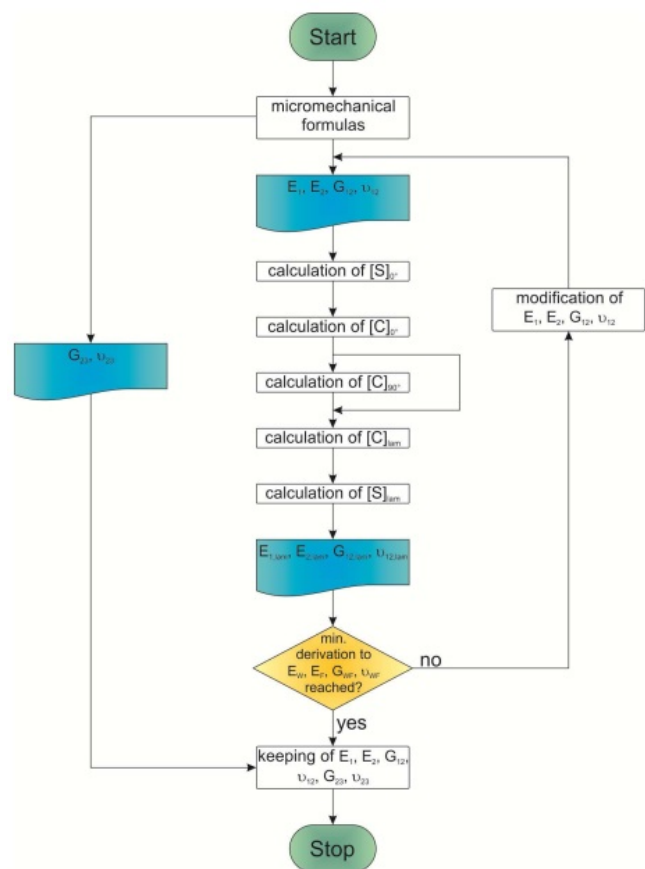 Start
micromechanical
formulas
E₁, E₂, G₁₂, υ₁₂
calculation of [S]₀°
calculation of [C]₀°
modification of
E₁, E₂, G₁₂, υ₁₂
G₂₃, υ₂₃
calculation of [C]₉₀°
calculation of [C]lam
calculation of [S]lam
E1,lam, E2,lam, G12,lam, υ12,lam
min.
derivation to
EW, EF, GWF, υWF
reached?
no
yes
keeping of E₁, E₂, G₁₂,
υ₁₂, G₂₃, υ₂₃
Stop